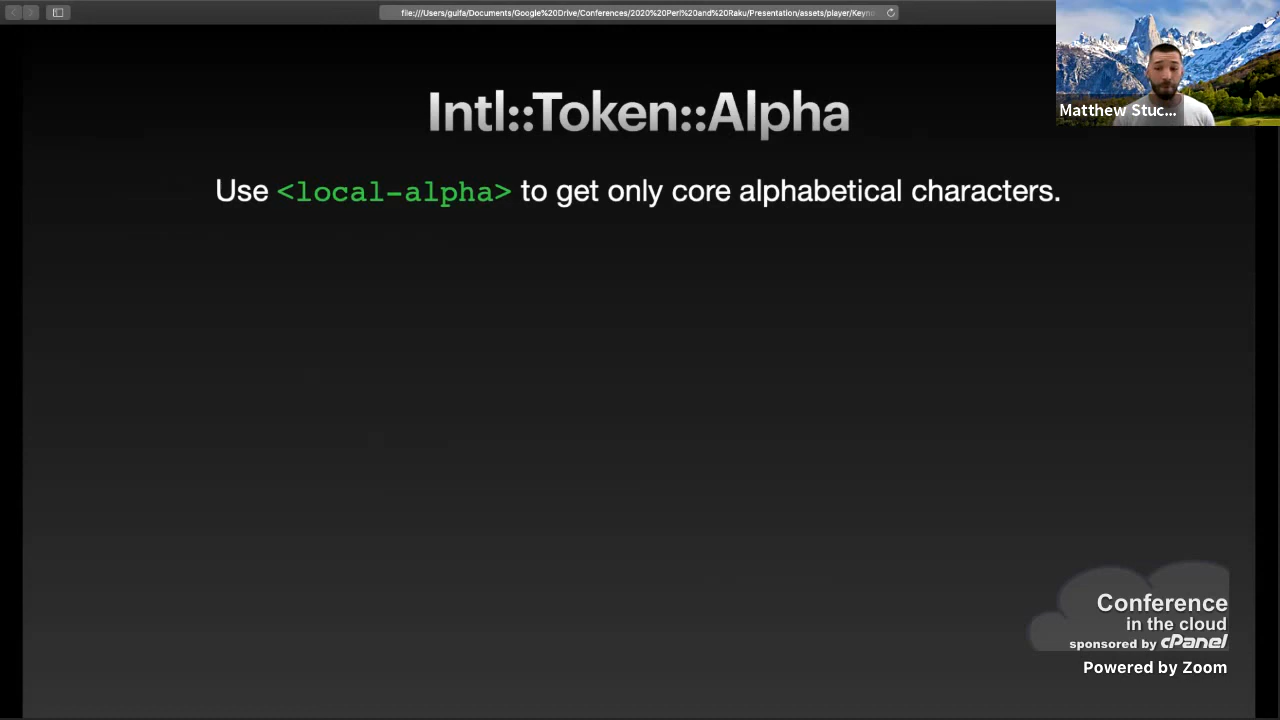 file:///Users/guifa/Documents/Google%20Drive/Conferences/2020%20Perl%20and%20Raku/Presentation/assets/player/Keyno
Intl::Token::Alpha
Matthew Stuc...
Use <local-alpha> to get only core alphabetical characters.
Conference
in the cloud
sponsored by cPanel
Powered by Zoom